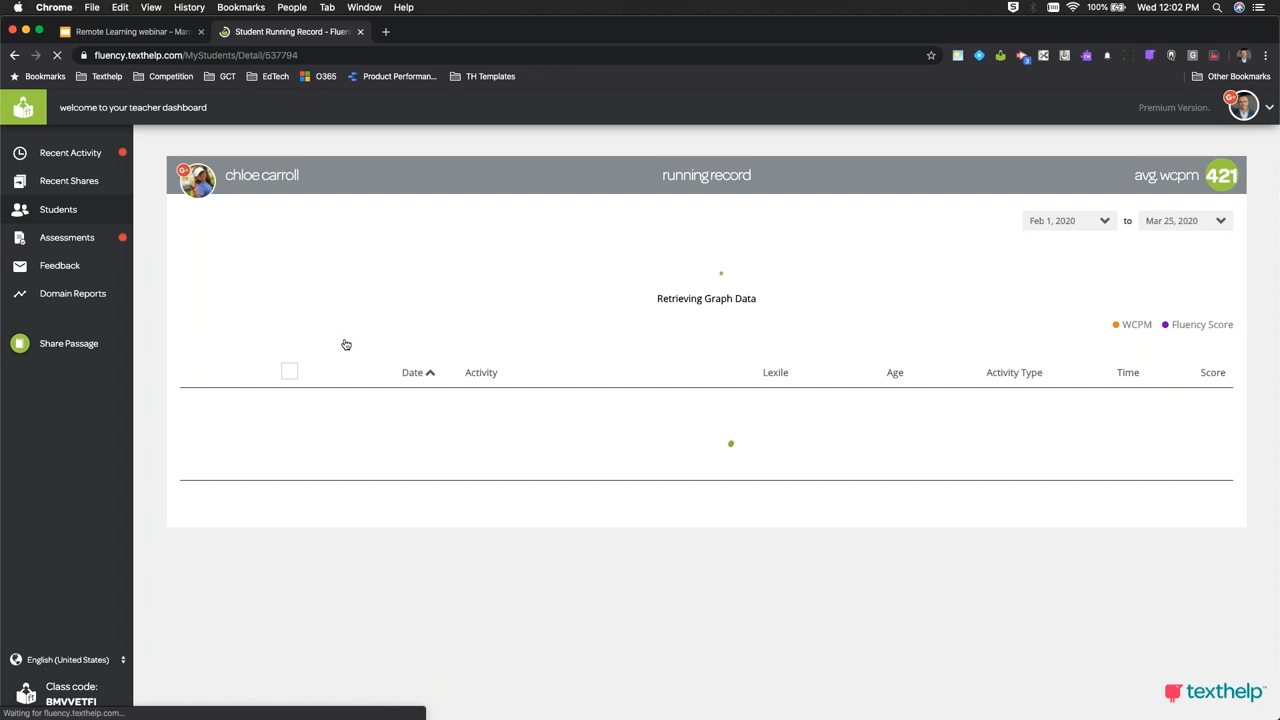 Chrome File Edit View History Bookmarks People Tab Window Help 100% Wed 12:02 PM
Remote Learning webinar - Mar Student Running Record - Fluen
fluency.texthelp.com/MyStudents/Detail/537794
Bookmarks Texthelp Competition GCT EdTech O365 Product Performan... TH Templates Other Bookmarks
welcome to your teacher dashboard Premium Version.
Recent Activity
Recent Shares
Students
Assessments
Feedback
Domain Reports
Share Passage
English (United States)
Class code:
BMVVETFI
chloe carroll running record avg. wcpm 421
Feb 1, 2020 to Mar 25, 2020
Retrieving Graph Data
WCPM Fluency Score
Date Activity Lexile Age Activity Type Time Score
Waiting for fluency.texthelp.com...
texthelp™